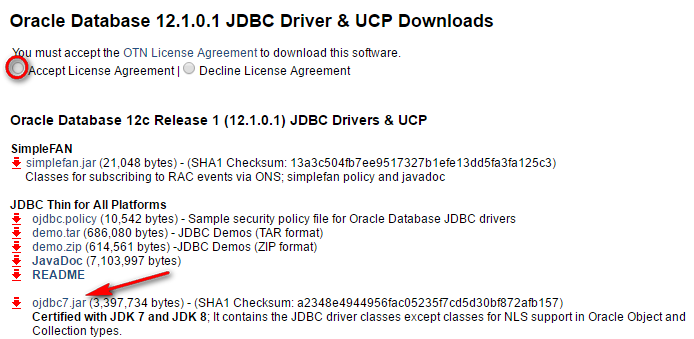 Oracle Database 12.1.0.1 JDBC Driver & UCP Downloads
You must accept the OTN License Agreement to download this software.
Accept License Agreement | Decline License Agreement
Oracle Database 12c Release 1 (12.1.0.1) JDBC Drivers & UCP
SimpleFAN
simplefan.jar (21,048 bytes) - (SHA1 Checksum: 13a3c504fb7ee9517327b1efe13dd5fa3fa125c3)
Classes for subscribing to RAC events via ONS; simplefan policy and javadoc
JDBC Thin for All Platforms
ojdbc.policy (10,542 bytes) - Sample security policy file for Oracle Database JDBC drivers
demo.tar (686,080 bytes) - JDBC Demos (TAR format)
demo.zip (614,561 bytes) -JDBC Demos (ZIP format)
JavaDoc (7,103,997 bytes)
README
ojdbc7.jar (3,397,734 bytes) - (SHA1 Checksum: a2348e4944956fac05235f7cd5d30bf872afb157)
Certified with JDK 7 and JDK 8; It contains the JDBC driver classes except classes for NLS support in Oracle Object and
Collection types.